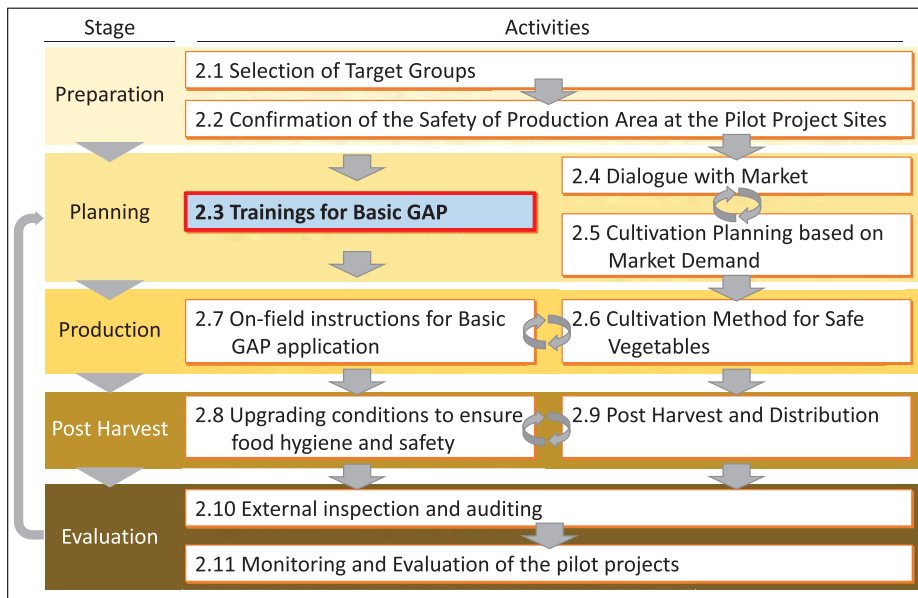 Stage
Activities
Preparation
2.1 Selection of Target Groups
2.2 Confirmation of the Safety of Production Area at the Pilot Project Sites
Planning
2.3 Trainings for Basic GAP
2.4 Dialogue with Market
2.5 Cultivation Planning based on
Market Demand
Production
2.7 On-field instructions for Basic
GAP application
2.6 Cultivation Method for Safe
Vegetables
Post Harvest
2.8 Upgrading conditions to ensure
food hygiene and safety
2.9 Post Harvest and Distribution
Evaluation
2.10 External inspection and auditing
2.11 Monitoring and Evaluation of the pilot projects